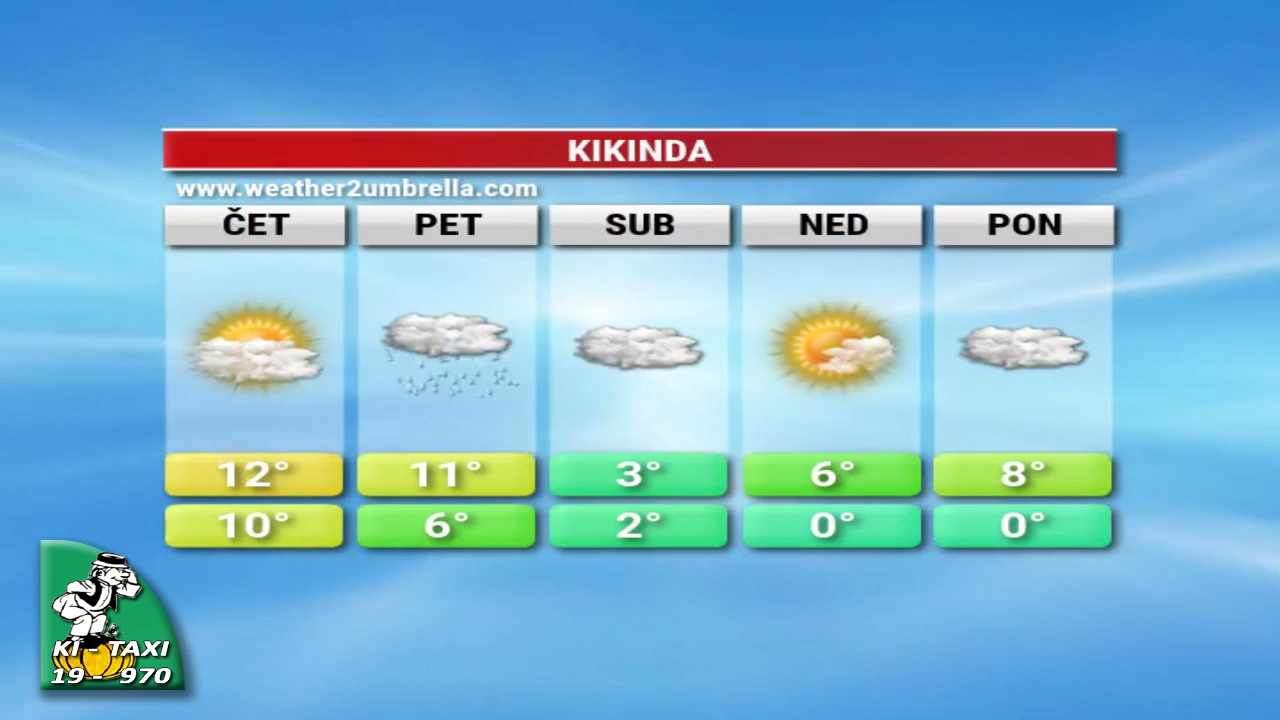 KIKINDA
www.weather2umbrella.com
ČET PET SUB NED PON
12° 11° 3° 6° 8°
10° 6° 2° 0° 0°
KI - TAXI
19 - 970